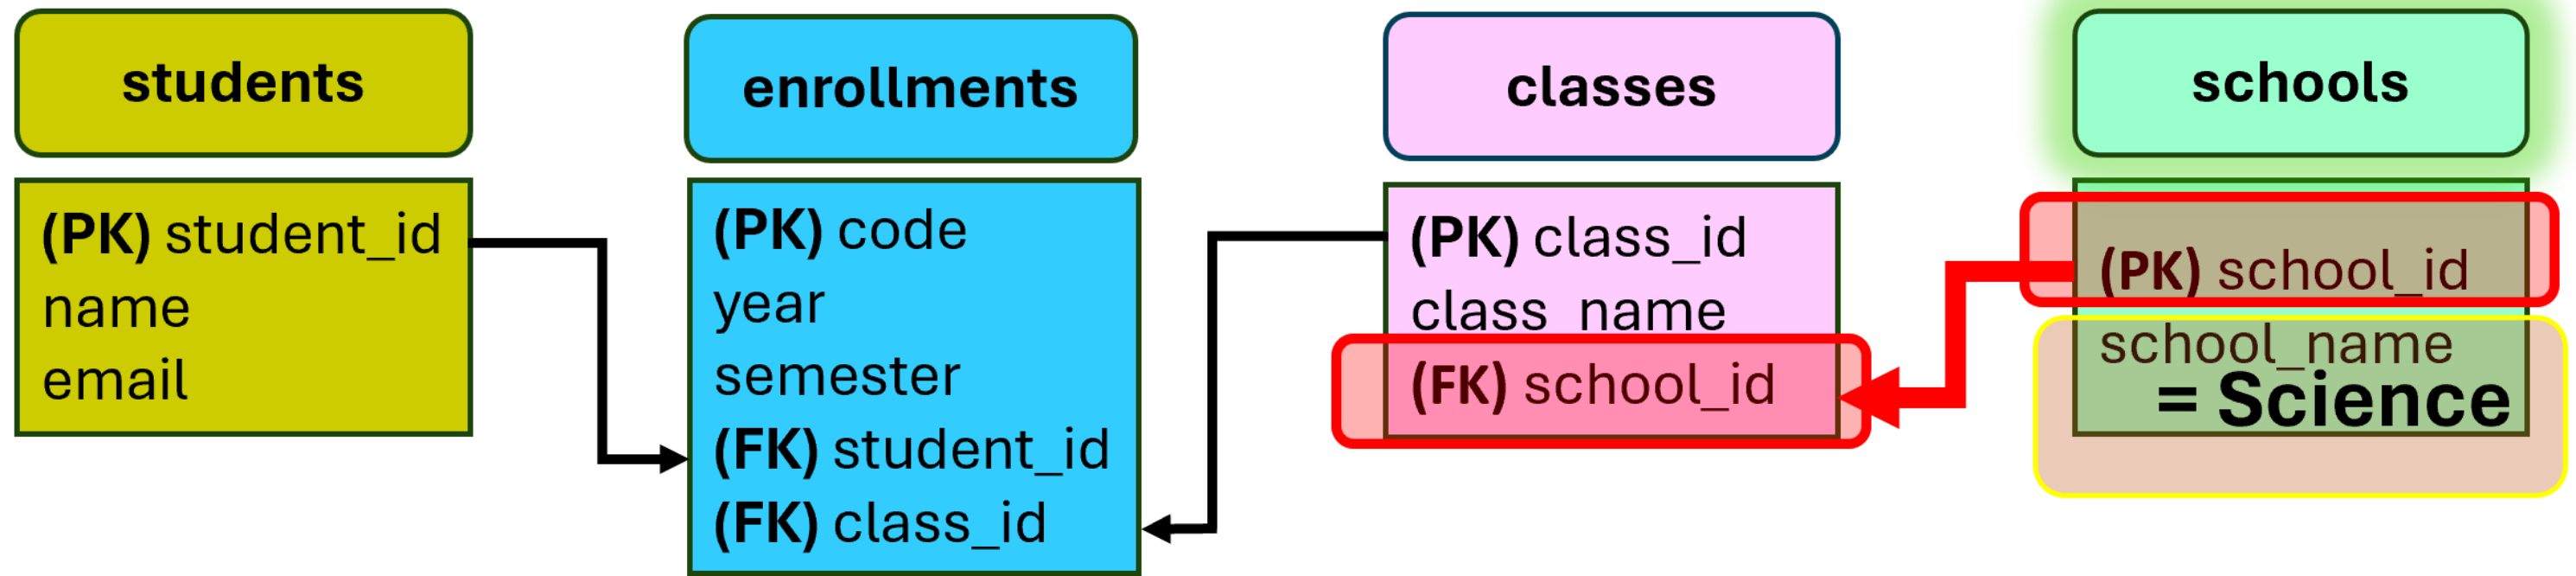 students
(PK) student_id
name
email
enrollments
(PK) code
year
semester
(FK) student_id
(FK) class_id
classes
(PK) class_id
class_name
(FK) school_id
schools
(PK) school_id
school_name
= Science